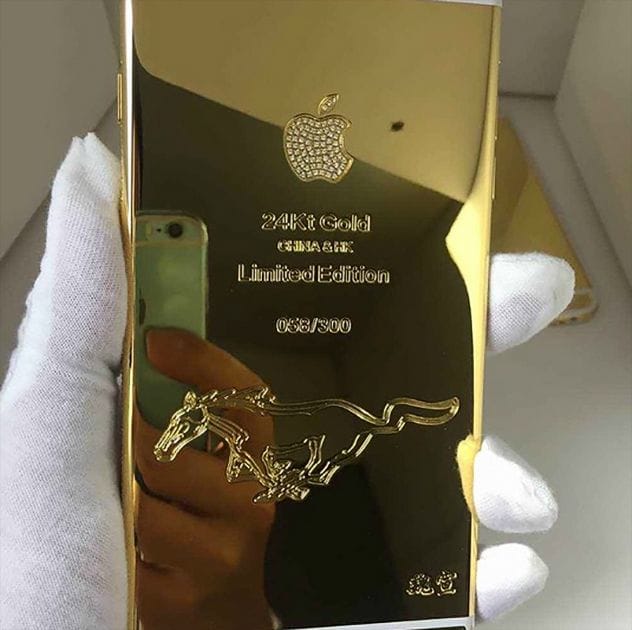 24Kt Gold
CHINA & HK
Limited Edition
058/300